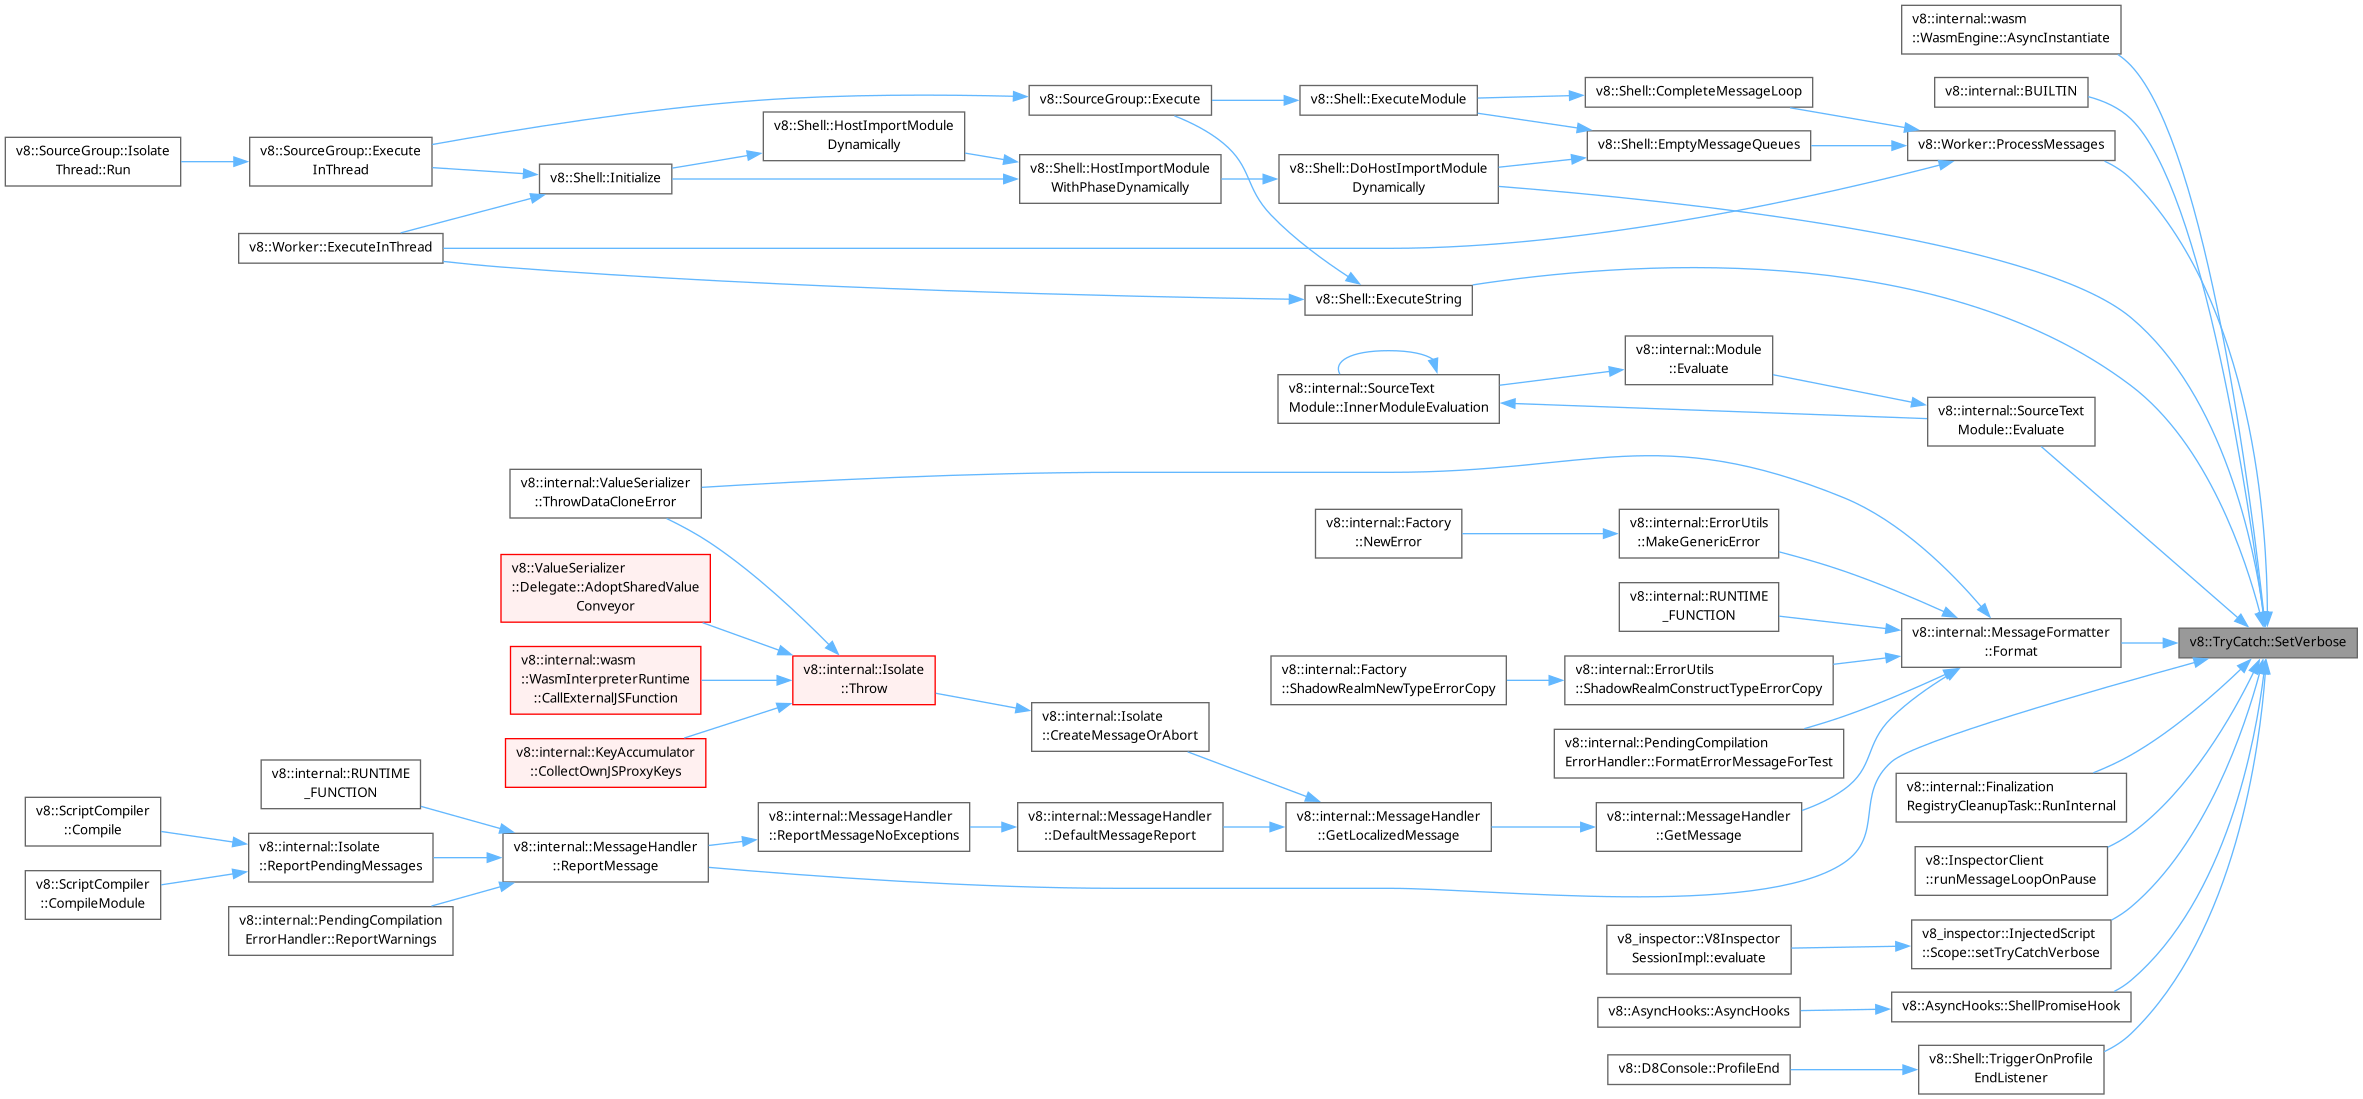 v8::internal::wasm
::WasmEngine::AsyncInstantiate
v8::internal::BUILTIN
v8::Shell::CompleteMessageLoop
v8::Shell::ExecuteModule
v8::SourceGroup::Execute
v8::Shell::HostImportModule
Dynamically
v8::SourceGroup::Isolate
Thread::Run
v8::SourceGroup::Execute
InThread
v8::Shell::Initialize
v8::Shell::HostImportModule
WithPhaseDynamically
v8::Shell::DoHostImportModule
Dynamically
v8::Shell::EmptyMessageQueues
v8::Worker::ProcessMessages
v8::Worker::ExecuteInThread
v8::Shell::ExecuteString
v8::internal::Module
::Evaluate
v8::internal::SourceText
Module::InnerModuleEvaluation
v8::internal::SourceText
Module::Evaluate
v8::internal::ValueSerializer
::ThrowDataCloneError
v8::internal::Factory
::NewError
v8::internal::ErrorUtils
::MakeGenericError
v8::ValueSerializer
::Delegate::AdoptSharedValue
Conveyor
v8::internal::RUNTIME
_FUNCTION
v8::internal::MessageFormatter
::Format
v8::TryCatch::SetVerbose
v8::internal::wasm
::WasmInterpreterRuntime
::CallExternalJSFunction
v8::internal::Isolate
::Throw
v8::internal::Factory
::ShadowRealmNewTypeErrorCopy
v8::internal::ErrorUtils
::ShadowRealmConstructTypeErrorCopy
v8::internal::Isolate
::CreateMessageOrAbort
v8::internal::KeyAccumulator
::CollectOwnJSProxyKeys
v8::internal::PendingCompilation
ErrorHandler::FormatErrorMessageForTest
v8::internal::RUNTIME
_FUNCTION
v8::internal::Finalization
RegistryCleanupTask::RunInternal
v8::ScriptCompiler
::Compile
v8::internal::MessageHandler
::ReportMessageNoExceptions
v8::internal::MessageHandler
::DefaultMessageReport
v8::internal::MessageHandler
::GetLocalizedMessage
v8::internal::MessageHandler
::GetMessage
v8::internal::Isolate
::ReportPendingMessages
v8::internal::MessageHandler
::ReportMessage
v8::InspectorClient
::runMessageLoopOnPause
v8::ScriptCompiler
::CompileModule
v8::internal::PendingCompilation
ErrorHandler::ReportWarnings
v8_inspector::V8Inspector
SessionImpl::evaluate
v8_inspector::InjectedScript
::Scope::setTryCatchVerbose
v8::AsyncHooks::AsyncHooks
v8::AsyncHooks::ShellPromiseHook
v8::D8Console::ProfileEnd
v8::Shell::TriggerOnProfile
EndListener